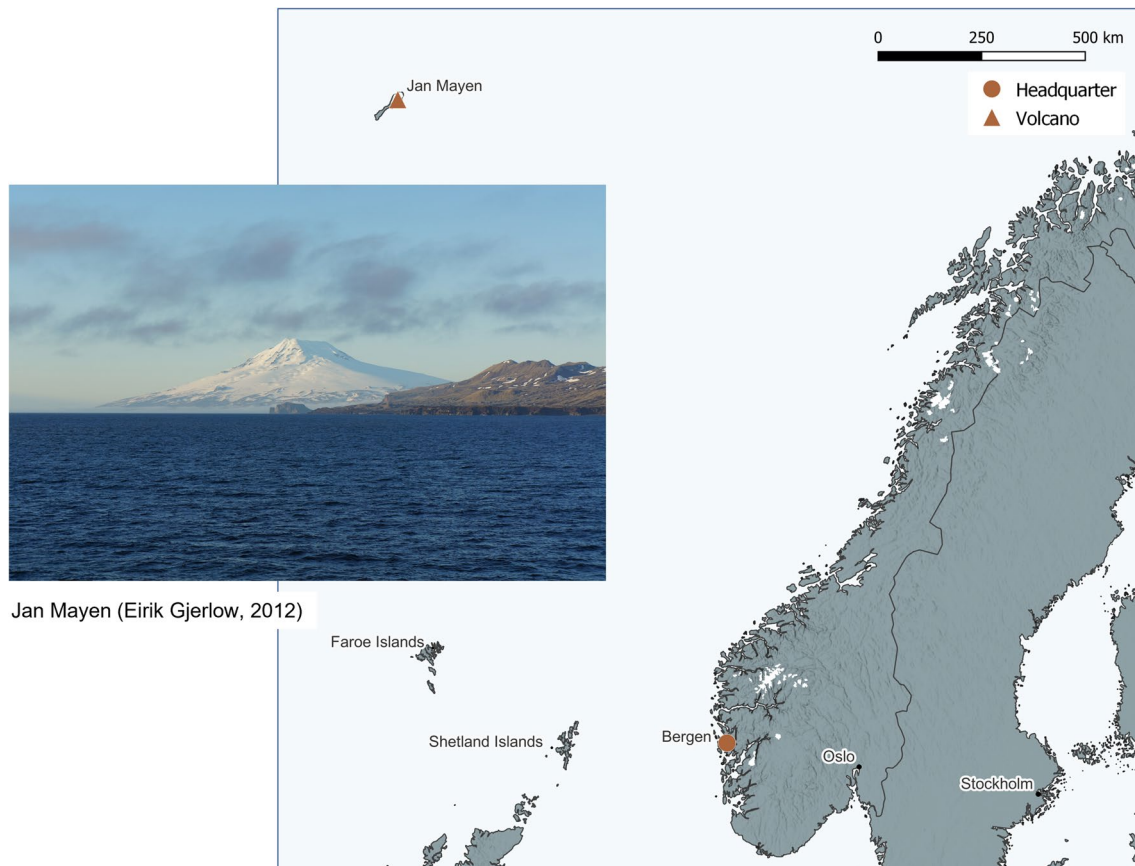 0 250 500 km
Jan Mayen
Headquarter
Volcano
Jan Mayen (Eirik Gjerlow, 2012)
Faroe Islands
Shetland Islands
Bergen
Oslo
Stockholm